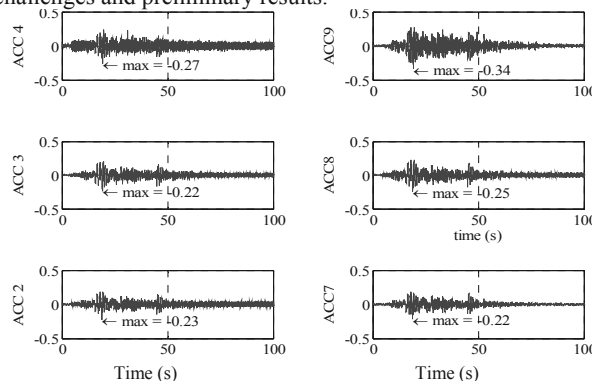 challenges and preliminary results.
ACC 4
0.5
0
-0.5
← max = -0.27
0 50 100
ACC9
0.5
0
-0.5
← max = -0.34
0 50 100
ACC 3
0.5
0
-0.5
← max = -0.22
0 50 100
ACC8
0.5
0
-0.5
← max = -0.25
0 50 100
time (s)
ACC 2
0.5
0
-0.5
← max = -0.23
0 50 100
Time (s)
ACC7
0.5
0
-0.5
← max = -0.22
0 50 100
Time (s)